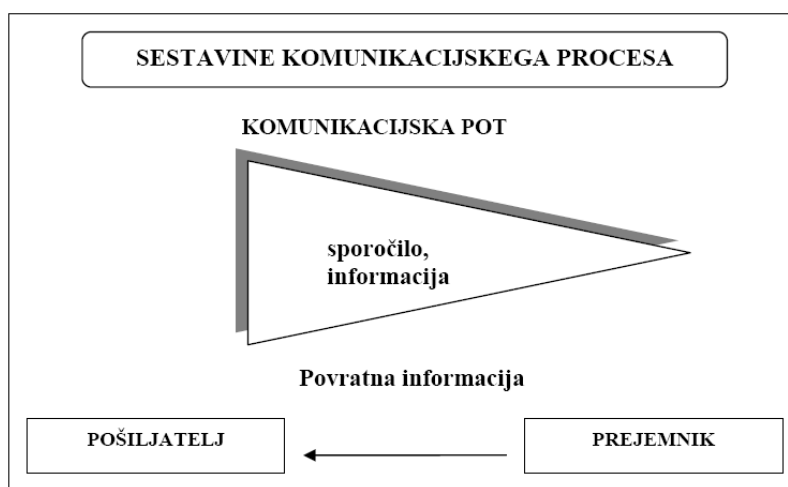 SESTAVINE KOMUNIKACIJSKEGA PROCESA
KOMUNIKACIJSKA POT
sporočilo,
informacija
Povratna informacija
POŠILJATELJ
PREJEMNIK